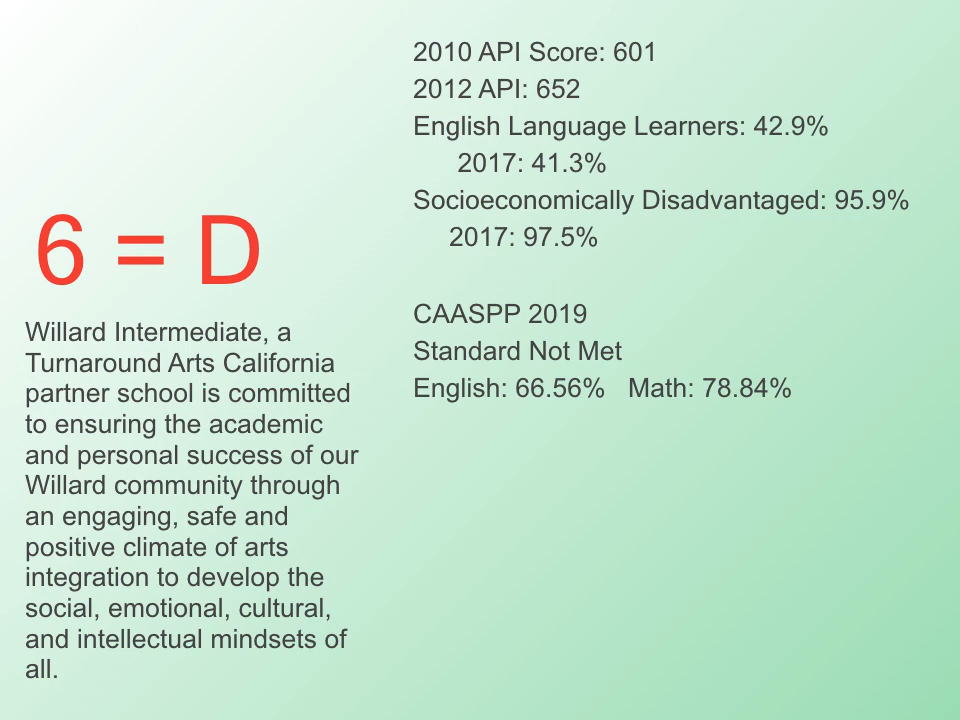 6 = D
Willard Intermediate, a
Turnaround Arts California
partner school is committed
to ensuring the academic
and personal success of our
Willard community through
an engaging, safe and
positive climate of arts
integration to develop the
social, emotional, cultural,
and intellectual mindsets of
all.
2010 API Score: 601
2012 API: 652
English Language Learners: 42.9%
2017: 41.3%
Socioeconomically Disadvantaged: 95.9%
2017: 97.5%
CAASPP 2019
Standard Not Met
English: 66.56% Math: 78.84%